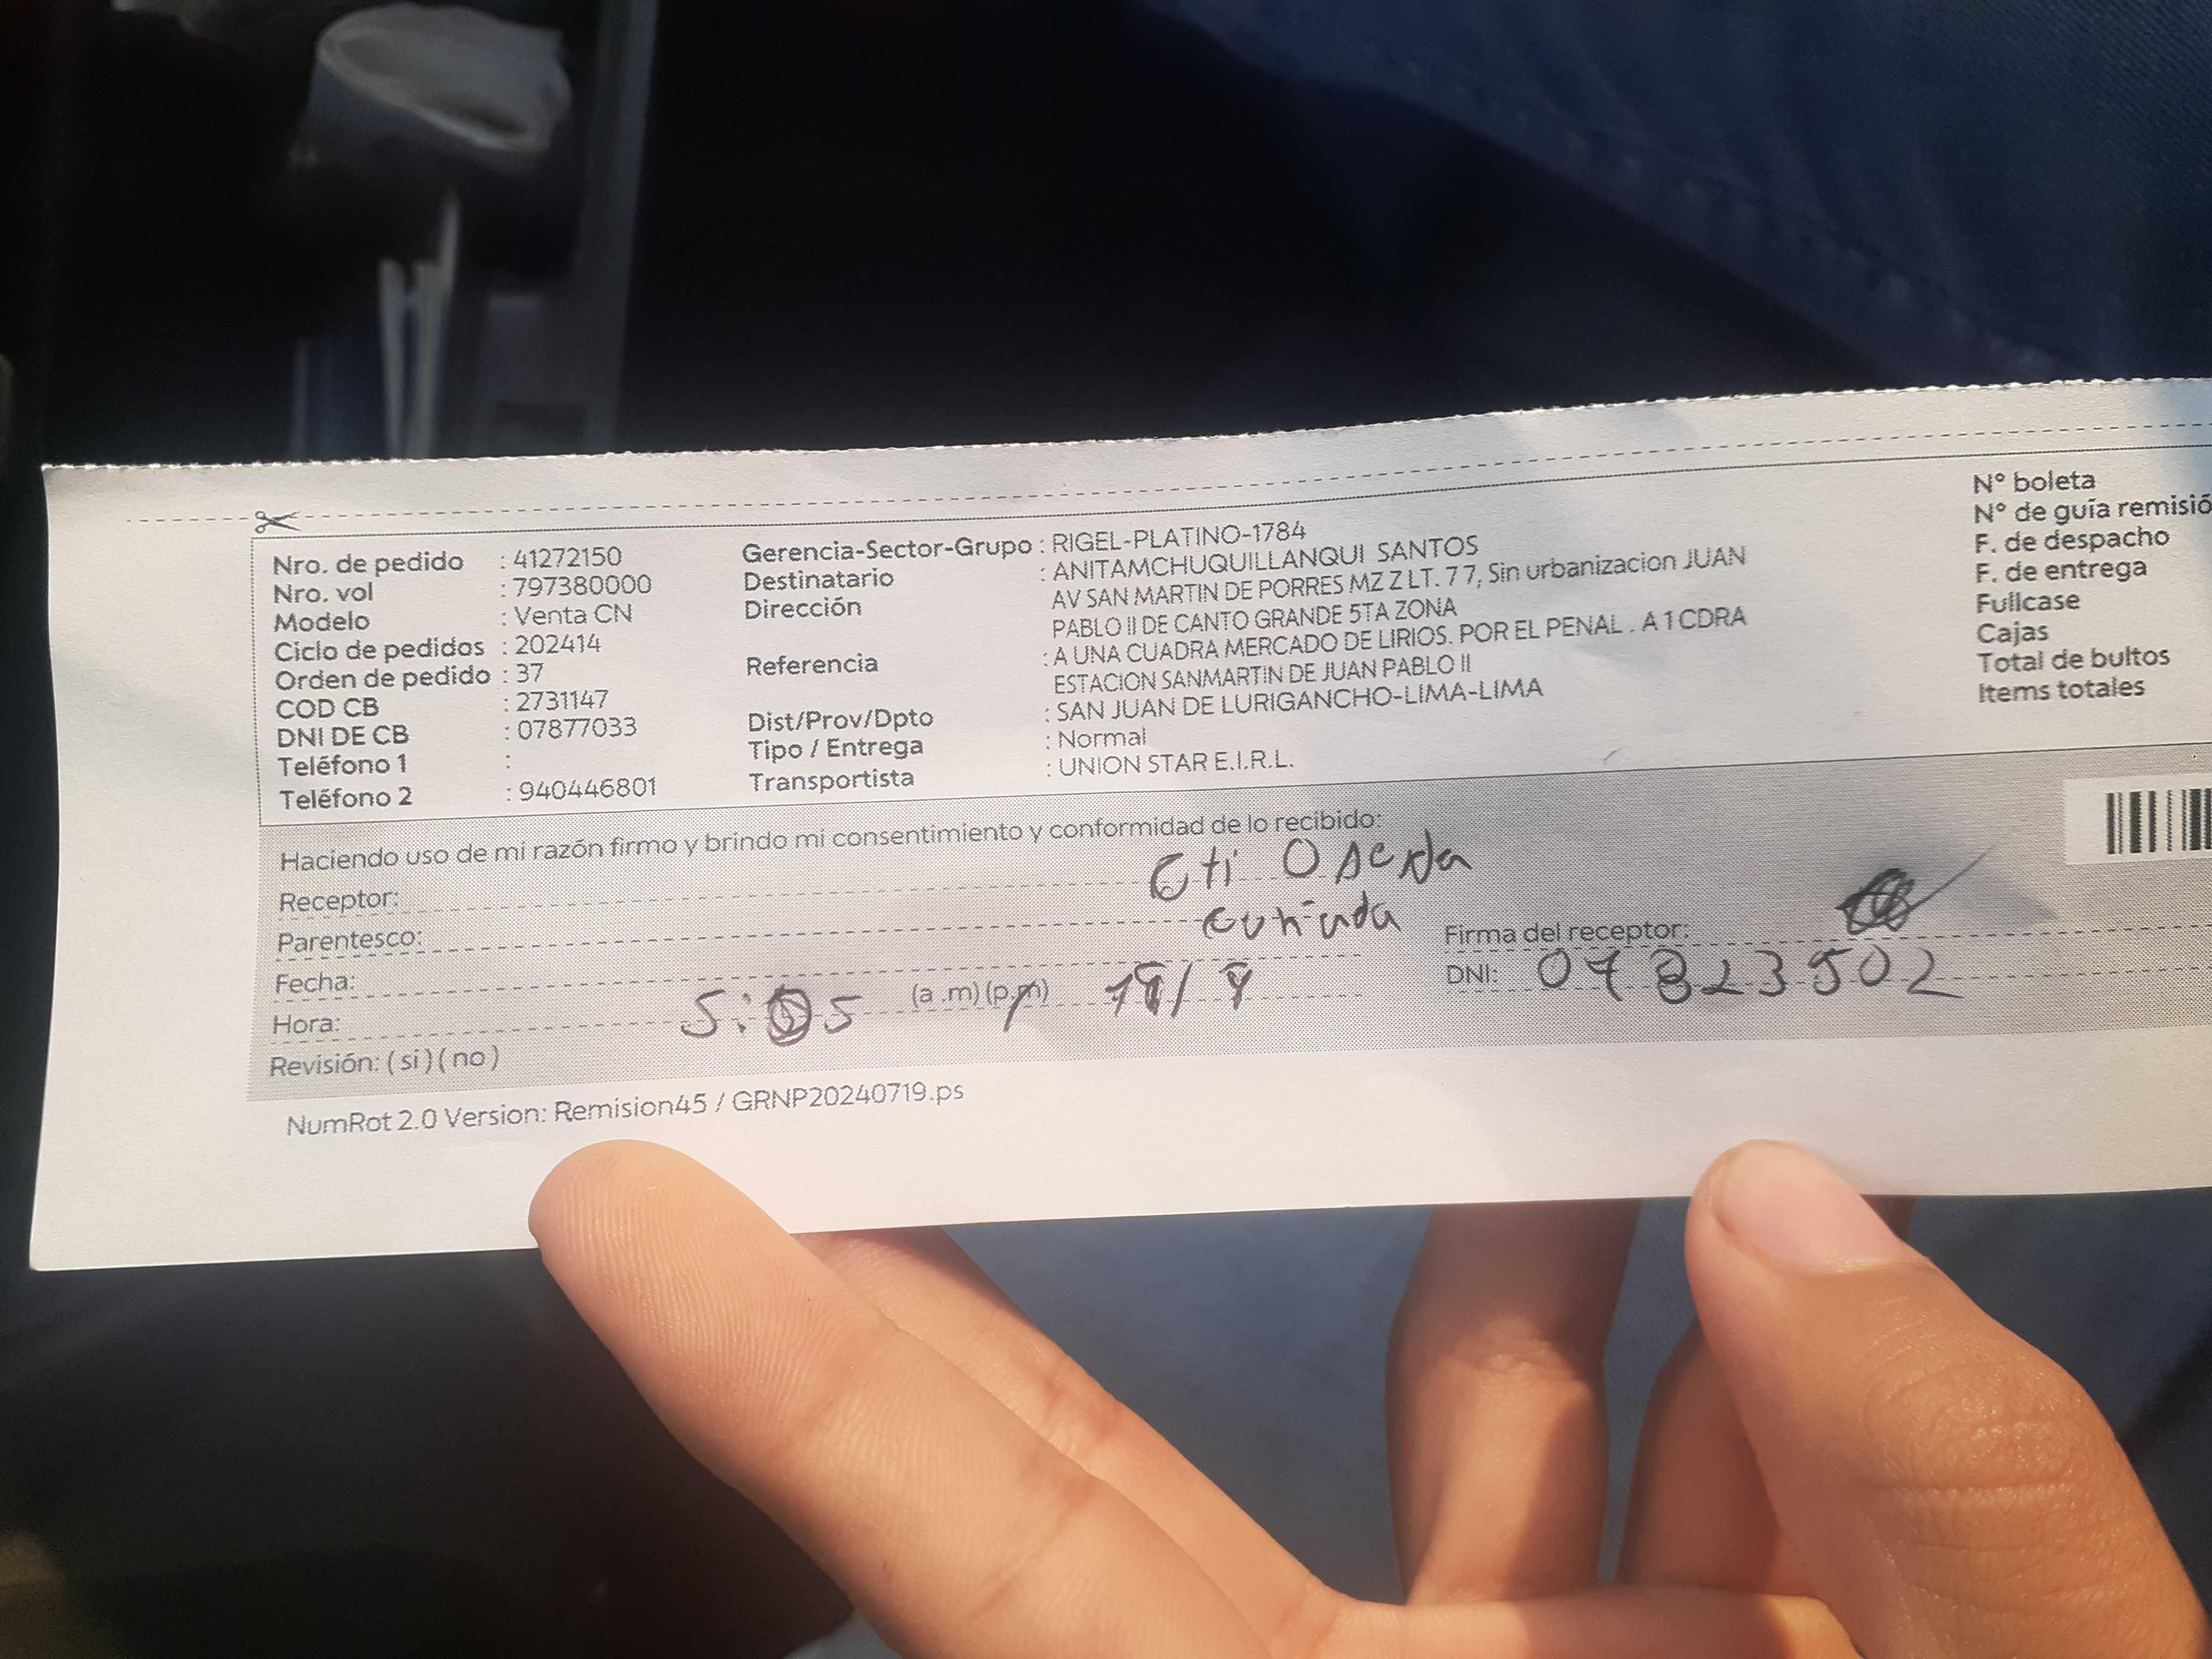 Nro. de pedido : 41272150
Nro. vol : 797380000
Modelo : Venta CN
Ciclo de pedidos : 202414
Orden de pedido : 37
COD CB : 2731147
DNI DE CB : 07877033
Teléfono 1 :
Teléfono 2 : 940446801
Gerencia-Sector-Grupo : RIGEL-PLATINO-1784
Destinatario : ANITAMCHUQUILLANQUI SANTOS
Dirección AV SAN MARTIN DE PORRES MZ Z LT. 7 7, Sin urbanizacion JUAN
PABLO II DE CANTO GRANDE 5TA ZONA
Referencia : A UNA CUADRA MERCADO DE LIRIOS. POR EL PENAL . A 1 CDRA
ESTACION SANMARTIN DE JUAN PABLO II
Dist/Prov/Dpto : SAN JUAN DE LURIGANCHO-LIMA-LIMA
Tipo / Entrega : Normal
Transportista : UNION STAR E.I.R.L.
N° boleta
N° de guía remisió
F. de despacho
F. de entrega
Fullcase
Cajas
Total de bultos
Items totales
Haciendo uso de mi razón firmo y brindo mi consentimiento y conformidad de lo recibido:
Receptor:
Parentesco: cuñada
Fecha:
Hora: (a .m) (p.m)
Revisión: ( si ) ( no )
Firma del receptor:
DNI: 07823502
NumRot 2.0 Version: Remision45 / GRNP20240719.ps